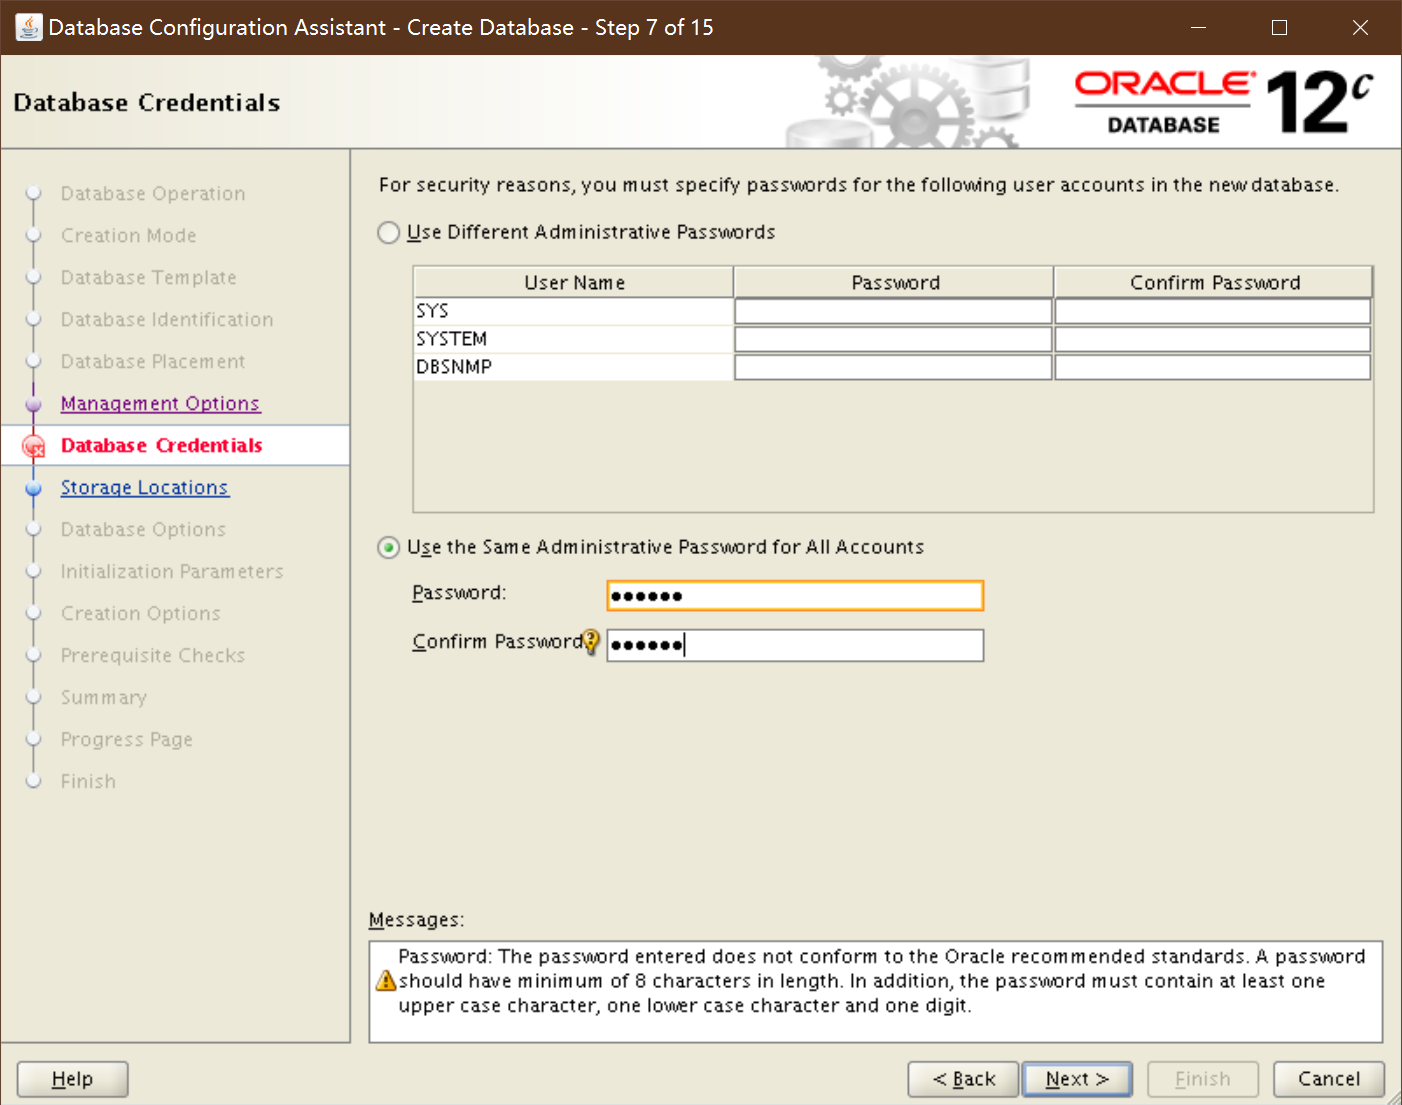 Database Configuration Assistant - Create Database - Step 7 of 15
Database Credentials
ORACLE
DATABASE
12c
Database Operation
Creation Mode
Database Template
Database Identification
Database Placement
Management Options
Database Credentials
Storage Locations
Database Options
Initialization Parameters
Creation Options
Prerequisite Checks
Summary
Progress Page
Finish
For security reasons, you must specify passwords for the following user accounts in the new database.
Use Different Administrative Passwords
User Name Password Confirm Password
SYS
SYSTEM
DBSNMP
Use the Same Administrative Password for All Accounts
Password: ••••••
Confirm Password ••••••
Messages:
Password: The password entered does not conform to the Oracle recommended standards. A password
should have minimum of 8 characters in length. In addition, the password must contain at least one
upper case character, one lower case character and one digit.
Help < Back Next > Finish Cancel